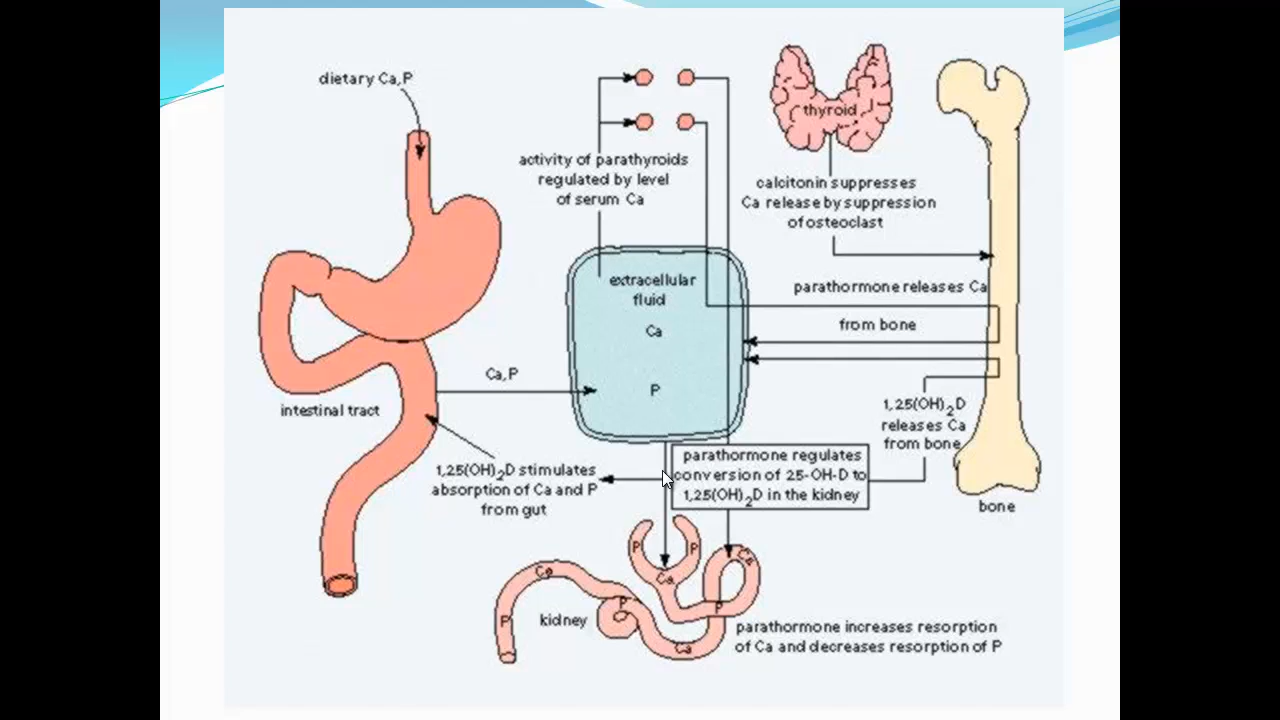 dietary Ca,P
activity of parathyroids
regulated by level
of serum Ca
thyroid
calcitonin suppresses
Ca release by suppression
of osteoclast
extracellular
fluid
Ca
P
parathormone releases Ca
from bone
Ca,P
intestinal tract
1,25(OH)2D
releases Ca
from bone
1,25(OH)2D stimulates
absorption of Ca and P
from gut
parathormone regulates
conversion of 25-OH-D to
1,25(OH)2D in the kidney
bone
P
P
Ca
Ca
Ca
P
P
P
Ca
kidney
parathormone increases resorption
of Ca and decreases resorption of P